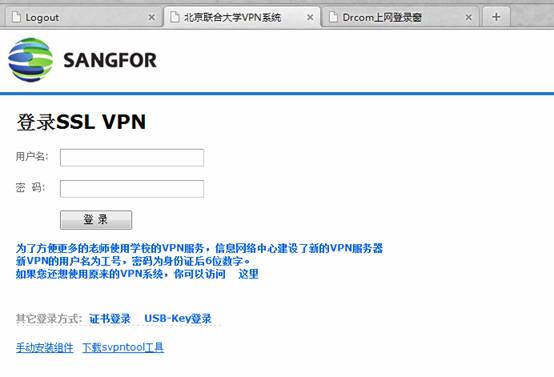 Logout
北京联合大学VPN系统
Drcom上网登录窗
SANGFOR
登录SSL VPN
用户名:
密 码:
登 录
为了方便更多的老师使用学校的VPN服务，信息网络中心建设了新的VPN服务器
新VPN的用户名为工号，密码为身份证后6位数字。
如果您还想使用原来的VPN系统，你可以访问 这里
其它登录方式: 证书登录 USB-Key登录
手动安装组件 下载svpntool工具